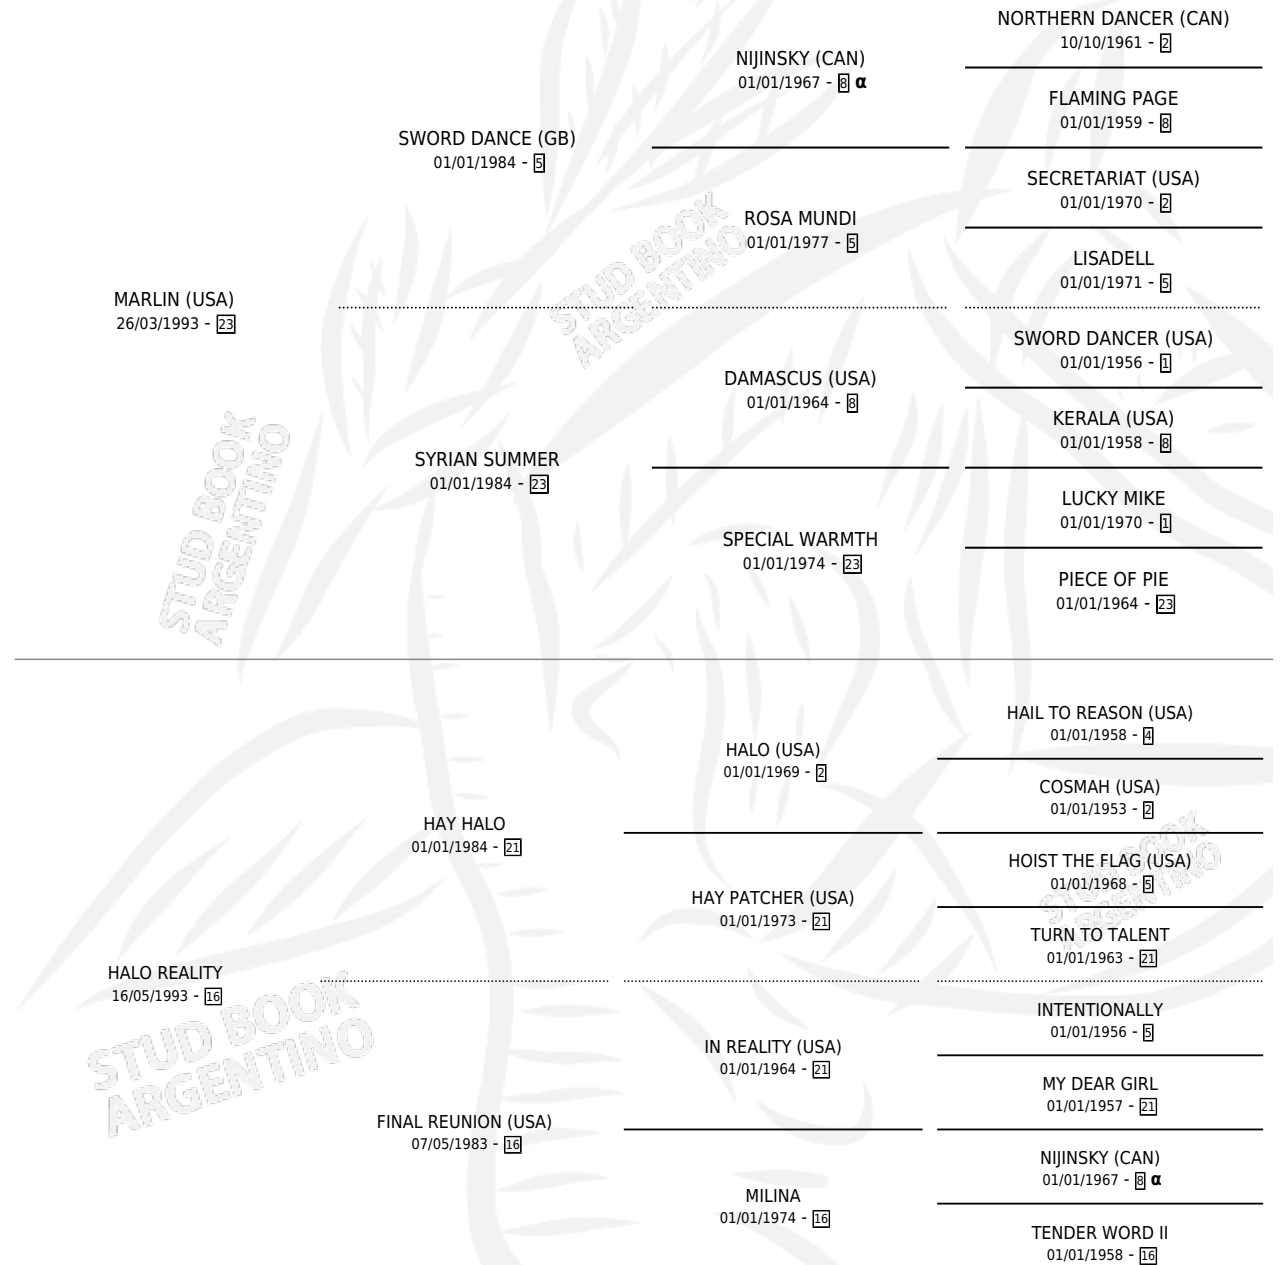 MARLIN (USA)
26/03/1993 - 23
SWORD DANCE (GB)
01/01/1984 - 5
NIJINSKY (CAN)
01/01/1967 - 8 α
NORTHERN DANCER (CAN)
10/10/1961 - 2
FLAMING PAGE
01/01/1959 - 8
ROSA MUNDI
01/01/1977 - 5
SECRETARIAT (USA)
01/01/1970 - 2
LISADELL
01/01/1971 - 5
SYRIAN SUMMER
01/01/1984 - 23
DAMASCUS (USA)
01/01/1964 - 8
SWORD DANCER (USA)
01/01/1956 - 1
KERALA (USA)
01/01/1958 - 8
SPECIAL WARMTH
01/01/1974 - 23
LUCKY MIKE
01/01/1970 - 1
PIECE OF PIE
01/01/1964 - 23
HALO REALITY
16/05/1993 - 16
HAY HALO
01/01/1984 - 21
HALO (USA)
01/01/1969 - 2
HAIL TO REASON (USA)
01/01/1958 - 4
COSMAH (USA)
01/01/1953 - 2
HAY PATCHER (USA)
01/01/1973 - 21
HOIST THE FLAG (USA)
01/01/1968 - 5
TURN TO TALENT
01/01/1963 - 21
FINAL REUNION (USA)
07/05/1983 - 16
IN REALITY (USA)
01/01/1964 - 21
INTENTIONALLY
01/01/1956 - 5
MY DEAR GIRL
01/01/1957 - 21
MILINA
01/01/1974 - 16
NIJINSKY (CAN)
01/01/1967 - 8 α
TENDER WORD II
01/01/1958 - 16
STUD BOOK
ARGENTINO
STUD BOOK
ARGENTINO
STUD BOOK
ARGENTINO
STUD BOOK
ARGENTINO